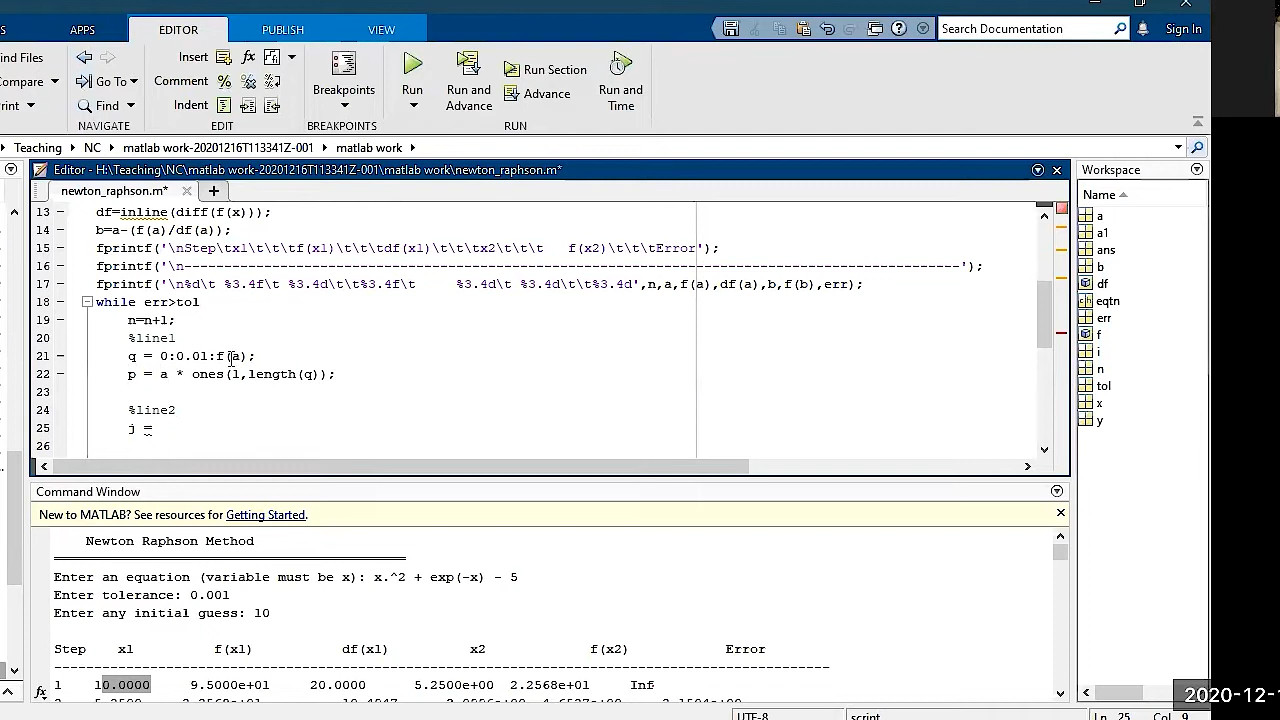 APPS EDITOR PUBLISH VIEW Search Documentation Sign In
ind Files Insert fx Go To
ompare Comment % Breakpoints Run Run and Advance Run Section Run and Time
rint Find Indent Advance
NAVIGATE EDIT BREAKPOINTS RUN
Teaching NC matlab work-20201216T113341Z-001 matlab work
Editor - H:\Teaching\NC\matlab work-20201216T113341Z-001\matlab work\newton_raphson.m*
newton_raphson.m* +
13 – df=inline(diff(f(x)));
14 – b=a-(f(a)/df(a));
15 – fprintf('\nStep\tx1\t\t\tf(x1)\t\t\tdf(x1)\t\t\tx2\t\t\t   f(x2)\t\t\tError');
17 – fprintf('\n%d\t %3.4f\t %3.4d\t\t%3.4f\t      %3.4d\t %3.4d\t\t%3.4d',n,a,f(a),df(a),b,f(b),err);
18 – while err>tol
19 – n=n+1;
20 %line1
21 – q = 0:0.01:f(a);
22 – p = a * ones(1,length(q));
23
24 %line2
25 – j =
26
Workspace
Name
a
a1
ans
b
df
eqtn
err
f
i
n
tol
x
y
Command Window
New to MATLAB? See resources for Getting Started.
Newton Raphson Method
Enter an equation (variable must be x): x.^2 + exp(-x) - 5
Enter tolerance: 0.001
Enter any initial guess: 10
Step x1 f(x1) df(x1) x2 f(x2) Error
1 10.0000 9.5000e+01 20.0000 5.2500e+00 2.2568e+01 Inf
fx
UTF-8 script Ln 25 Col 9
2020-12-1